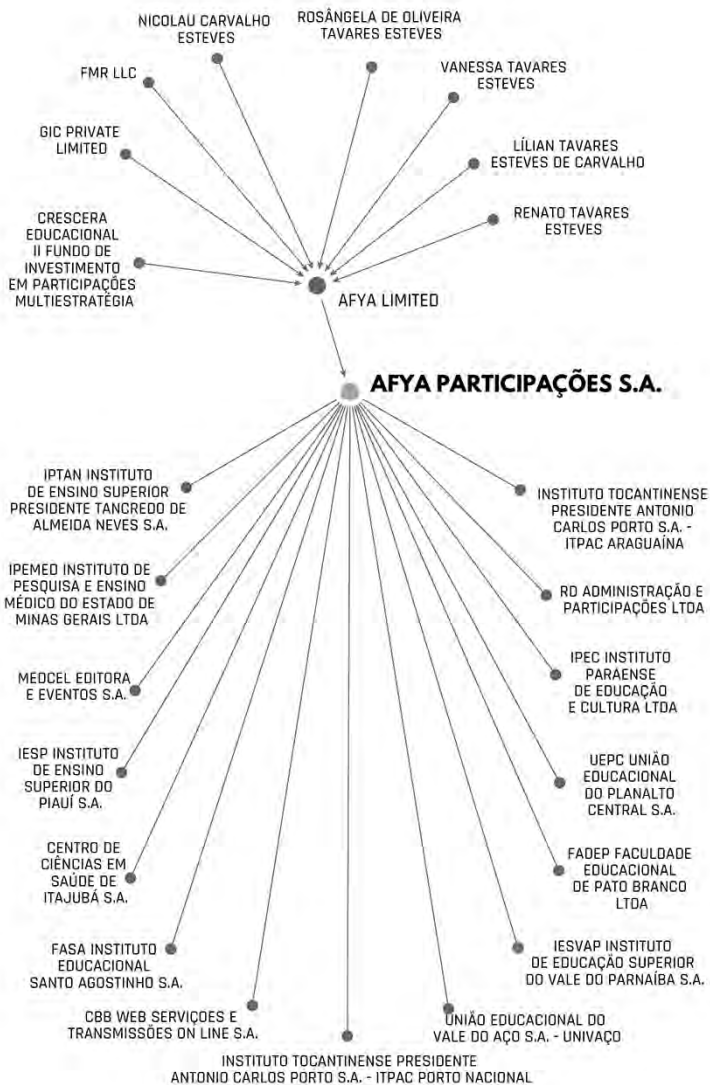 NICOLAU CARVALHO
ESTEVES
ROSÂNGELA DE OLIVEIRA
TAVARES ESTEVES
FMR LLC
VANESSA TAVARES
ESTEVES
GIC PRIVATE
LIMITED
LÍLIAN TAVARES
ESTEVES DE CARVALHO
CRESCERA
EDUCACIONAL
II FUNDO DE
INVESTIMENTO
EM PARTICIPAÇÕES
MULTIESTRATÉGIA
RENATO TAVARES
ESTEVES
AFYA LIMITED
AFYA PARTICIPAÇÕES S.A.
IPTAN INSTITUTO
DE ENSINO SUPERIOR
PRESIDENTE TANCREDO DE
ALMEIDA NEVES S.A.
INSTITUTO TOCANTINENSE
PRESIDENTE ANTONIO
CARLOS PORTO S.A. -
ITPAC ARAGUAÍNA
IPEMED INSTITUTO DE
PESQUISA E ENSINO
MÉDICO DO ESTADO DE
MINAS GERAIS LTDA
RD ADMINISTRAÇÃO E
PARTICIPAÇÕES LTDA
MEDCEL EDITORA
E EVENTOS S.A.
IPEC INSTITUTO
PARAENSE
DE EDUCAÇÃO
E CULTURA LTDA
IESP INSTITUTO
DE ENSINO
SUPERIOR DO
PIAUÍ S.A.
UEPC UNIÃO
EDUCACIONAL
DO PLANALTO
CENTRAL S.A.
CENTRO DE
CIÊNCIAS EM
SAÚDE DE
ITAJUBÁ S.A.
FADEP FACULDADE
EDUCACIONAL
DE PATO BRANCO
LTDA
FASA INSTITUTO
EDUCACIONAL
SANTO AGOSTINHO S.A.
IESVAP INSTITUTO
DE EDUCAÇÃO SUPERIOR
DO VALE DO PARNAÍBA S.A.
CBB WEB SERVIÇOES E
TRANSMISSÕES ON LINE S.A.
UNIÃO EDUCACIONAL DO
VALE DO AÇO S.A. - UNIVAÇO
INSTITUTO TOCANTINENSE PRESIDENTE
ANTONIO CARLOS PORTO S.A. - ITPAC PORTO NACIONAL